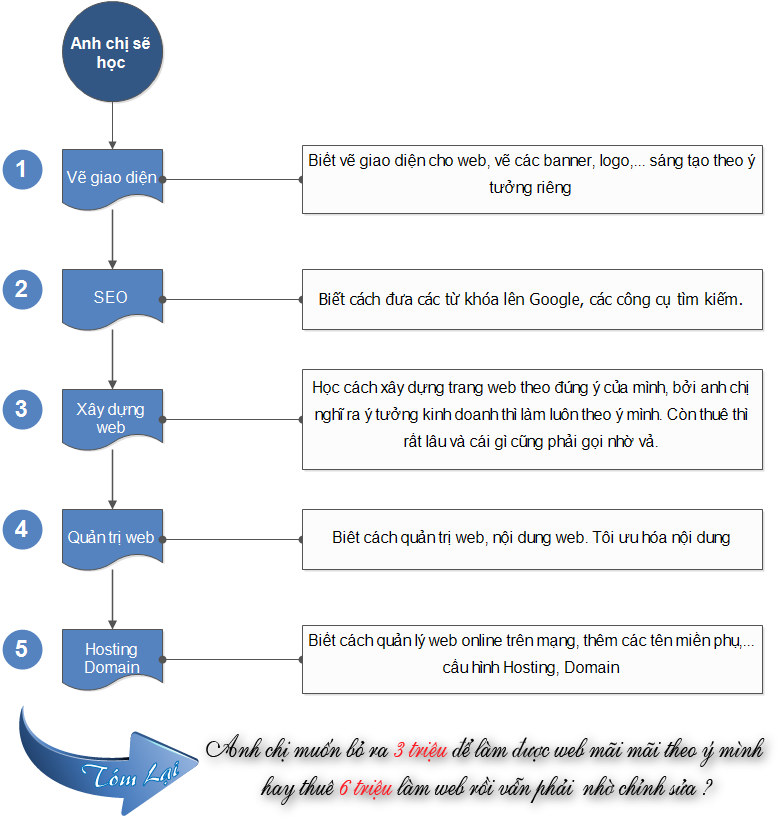 Anh chị sẽ
học
1
Vẽ giao diện
Biết vẽ giao diện cho web, vẽ các banner, logo,... sáng tạo theo ý
tưởng riêng
2
SEO
Biết cách đưa các từ khóa lên Google, các công cụ tìm kiếm.
3
Xây dựng
web
Học cách xây dựng trang web theo đúng ý của mình, bởi anh chị
nghĩ ra ý tưởng kinh doanh thì làm luôn theo ý mình. Còn thuê thì
rất lâu và cái gì cũng phải gọi nhờ vả.
4
Quản trị web
Biêt cách quản trị web, nội dung web. Tôi ưu hóa nội dung
5
Hosting
Domain
Biết cách quản lý web online trên mạng, thêm các tên miền phụ,...
cấu hình Hosting, Domain
Tóm Lại
Anh chị muốn bỏ ra 3 triệu để làm được web mãi mãi theo ý mình
hay thuê 6 triệu làm web rồi vẫn phải nhờ chỉnh sửa ?